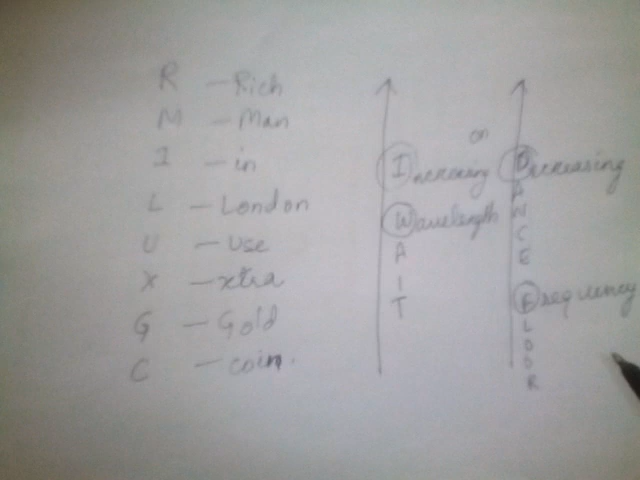 R - Rich
M - Man
I - in
L - London
U - Use
X - xtra
G - Gold
C - coin.
Increasing
Wavelength
A
I
T
on
Decreasing
A
N
C
E
Frequency
L
O
O
R